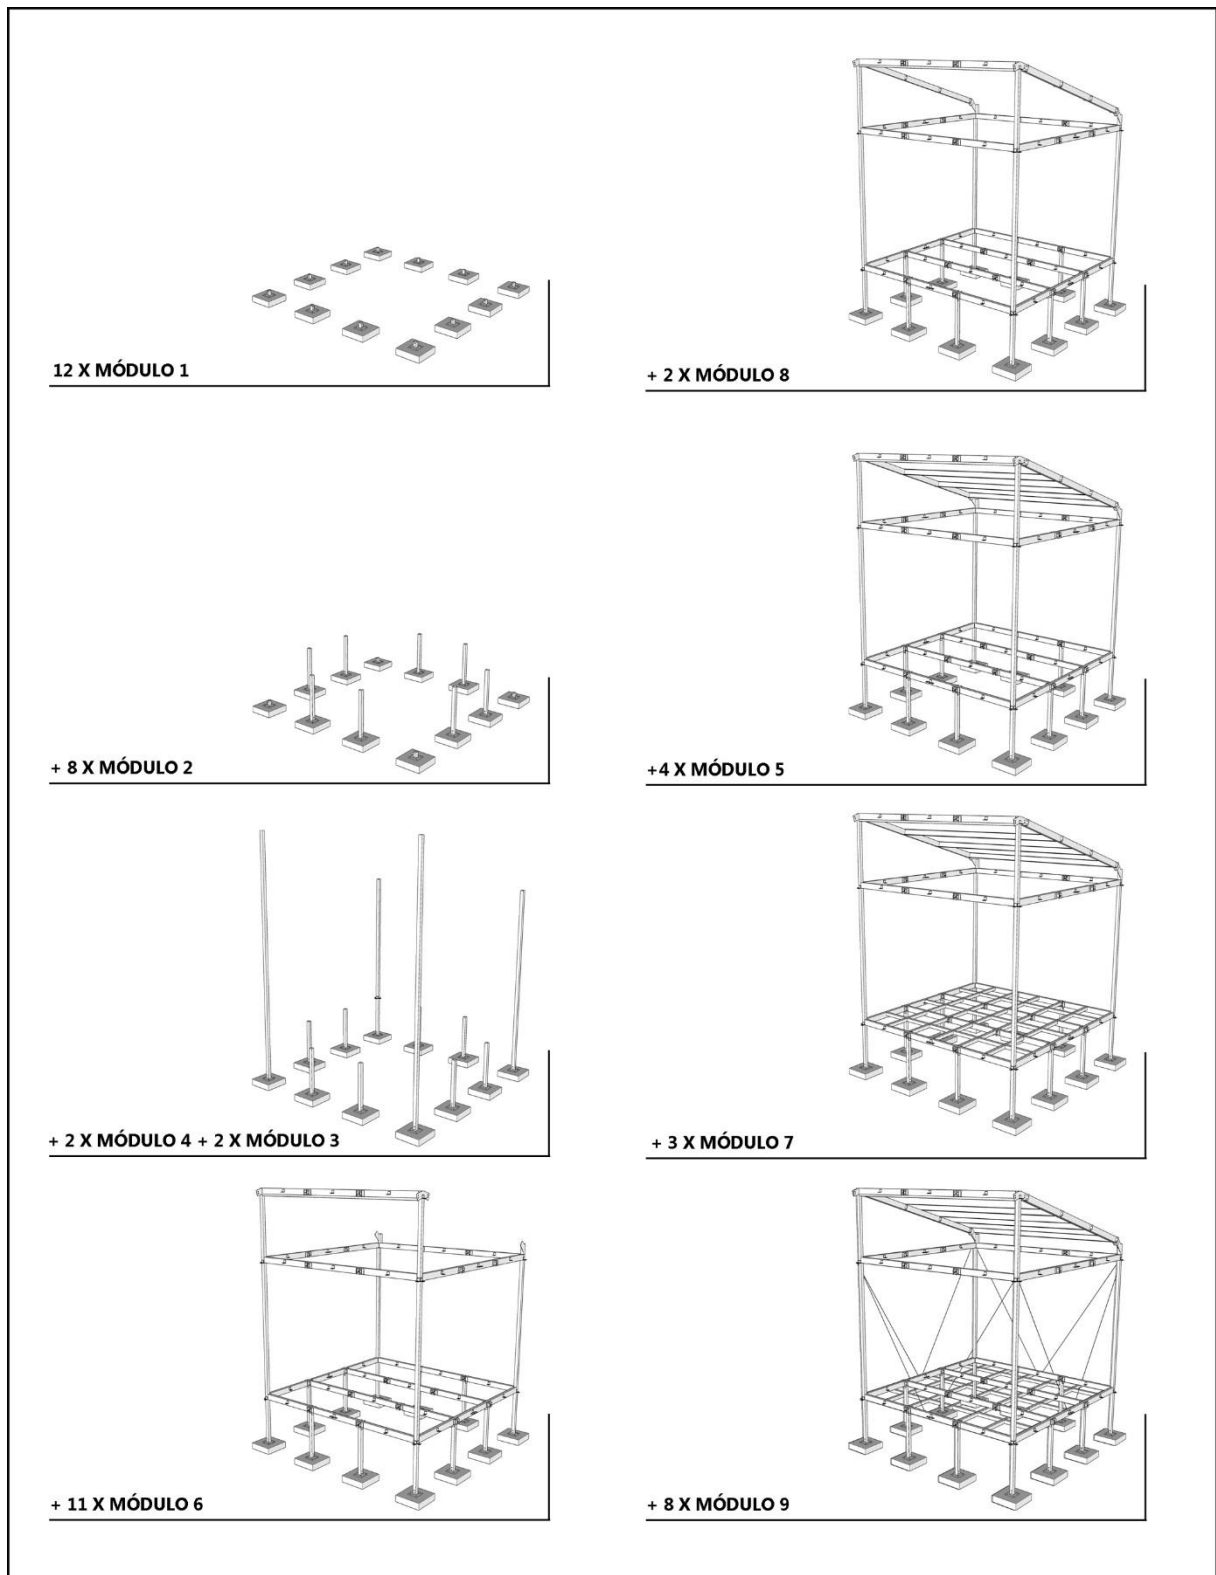 12 X MÓDULO 1
+ 8 X MÓDULO 2
+ 2 X MÓDULO 4 + 2 X MÓDULO 3
+ 11 X MÓDULO 6
+ 2 X MÓDULO 8
+4 X MÓDULO 5
+ 3 X MÓDULO 7
+ 8 X MÓDULO 9